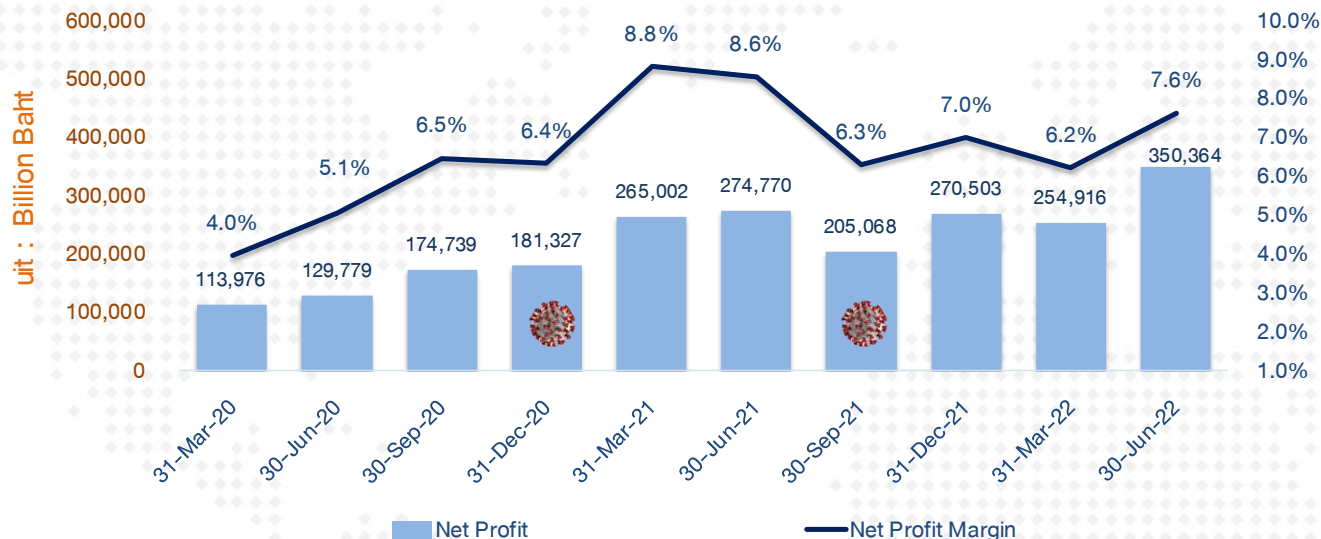 uit : Billion Baht
600,000
500,000
400,000
300,000
200,000
100,000
0
10.0%
9.0%
8.0%
7.0%
6.0%
5.0%
4.0%
3.0%
2.0%
1.0%
4.0%
5.1%
6.5%
6.4%
8.8%
8.6%
6.3%
7.0%
6.2%
7.6%
113,976
129,779
174,739
181,327
265,002
274,770
205,068
270,503
254,916
350,364
31-Mar-20
30-Jun-20
30-Sep-20
31-Dec-20
31-Mar-21
30-Jun-21
30-Sep-21
31-Dec-21
31-Mar-22
30-Jun-22
Net Profit
Net Profit Margin